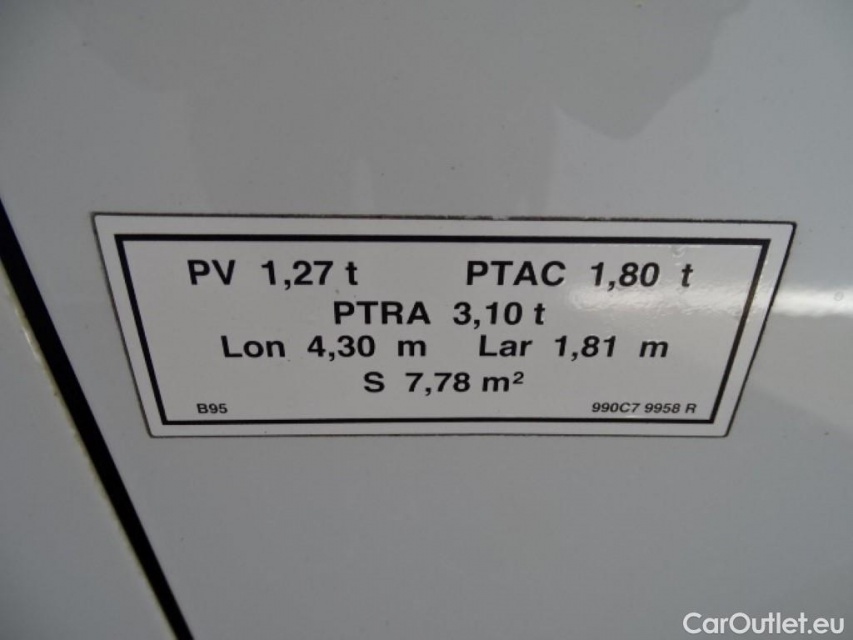 PV 1,27 t PTAC 1,80 t
PTRA 3,10 t
Lon 4,30 m Lar 1,81 m
S 7,78 m²
B95 990C7 9958 R
CarOutlet.eu